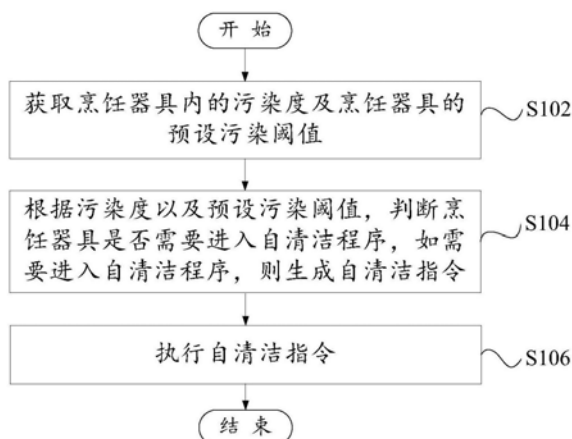 开 始
获取烹饪器具内的污染度及烹饪器具的
预设污染阈值
S102
根据污染度以及预设污染阈值，判断烹
饪器具是否需要进入自清洁程序，如需
要进入自清洁程序，则生成自清洁指令
S104
执行自清洁指令
S106
结 束